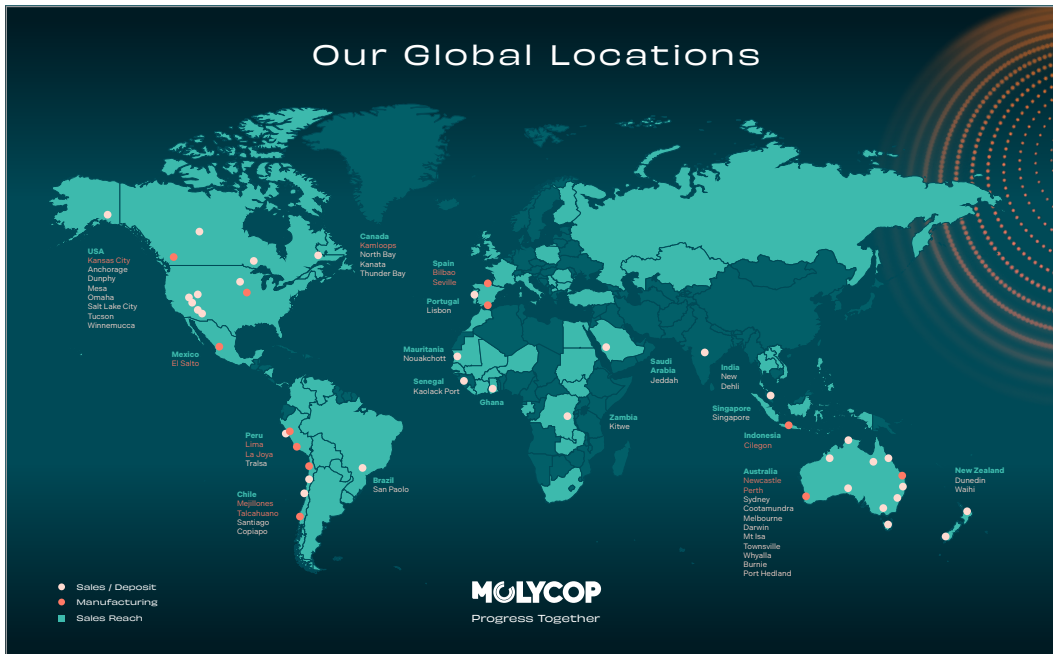 Our Global Locations
USA
Kansas City
Anchorage
Dunphy
Mesa
Omaha
Salt Lake City
Tucson
Winnemucca
Mexico
El Salto
Canada
Kamloops
North Bay
Kanata
Thunder Bay
Spain
Bilbao
Seville
Portugal
Lisbon
Mauritania
Nouakchott
Senegal
Kaolack Port
Ghana
Saudi
Arabia
Jeddah
India
New
Dehli
Zambia
Kitwe
Singapore
Singapore
Indonesia
Cilegon
Peru
Lima
La Joya
Tralsa
Brazil
San Paolo
Chile
Mejillones
Talcahuano
Santiago
Copiapo
Australia
Newcastle
Perth
Sydney
Cootamundra
Melbourne
Darwin
Mt Isa
Townsville
Whyalla
Burnie
Port Hedland
New Zealand
Dunedin
Waihi
Sales / Deposit
Manufacturing
Sales Reach
MOLYCOP
Progress Together